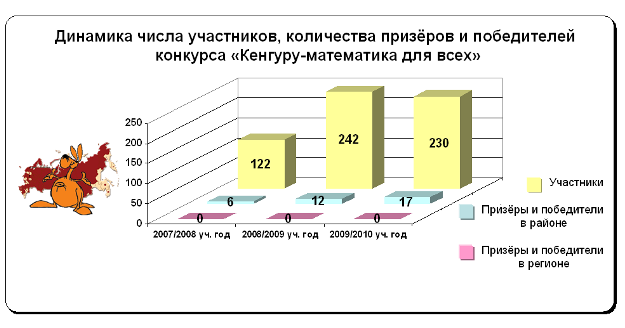 Динамика числа участников, количества призёров и победителей
конкурса «Кенгуру-математика для всех»
250
200
150
100
50
0
122
242
230
6
12
17
0
0
0
2007/2008 уч. год
2008/2009 уч. год
2009/2010 уч. год
Участники
Призёры и победители
в районе
Призёры и победители
в регионе